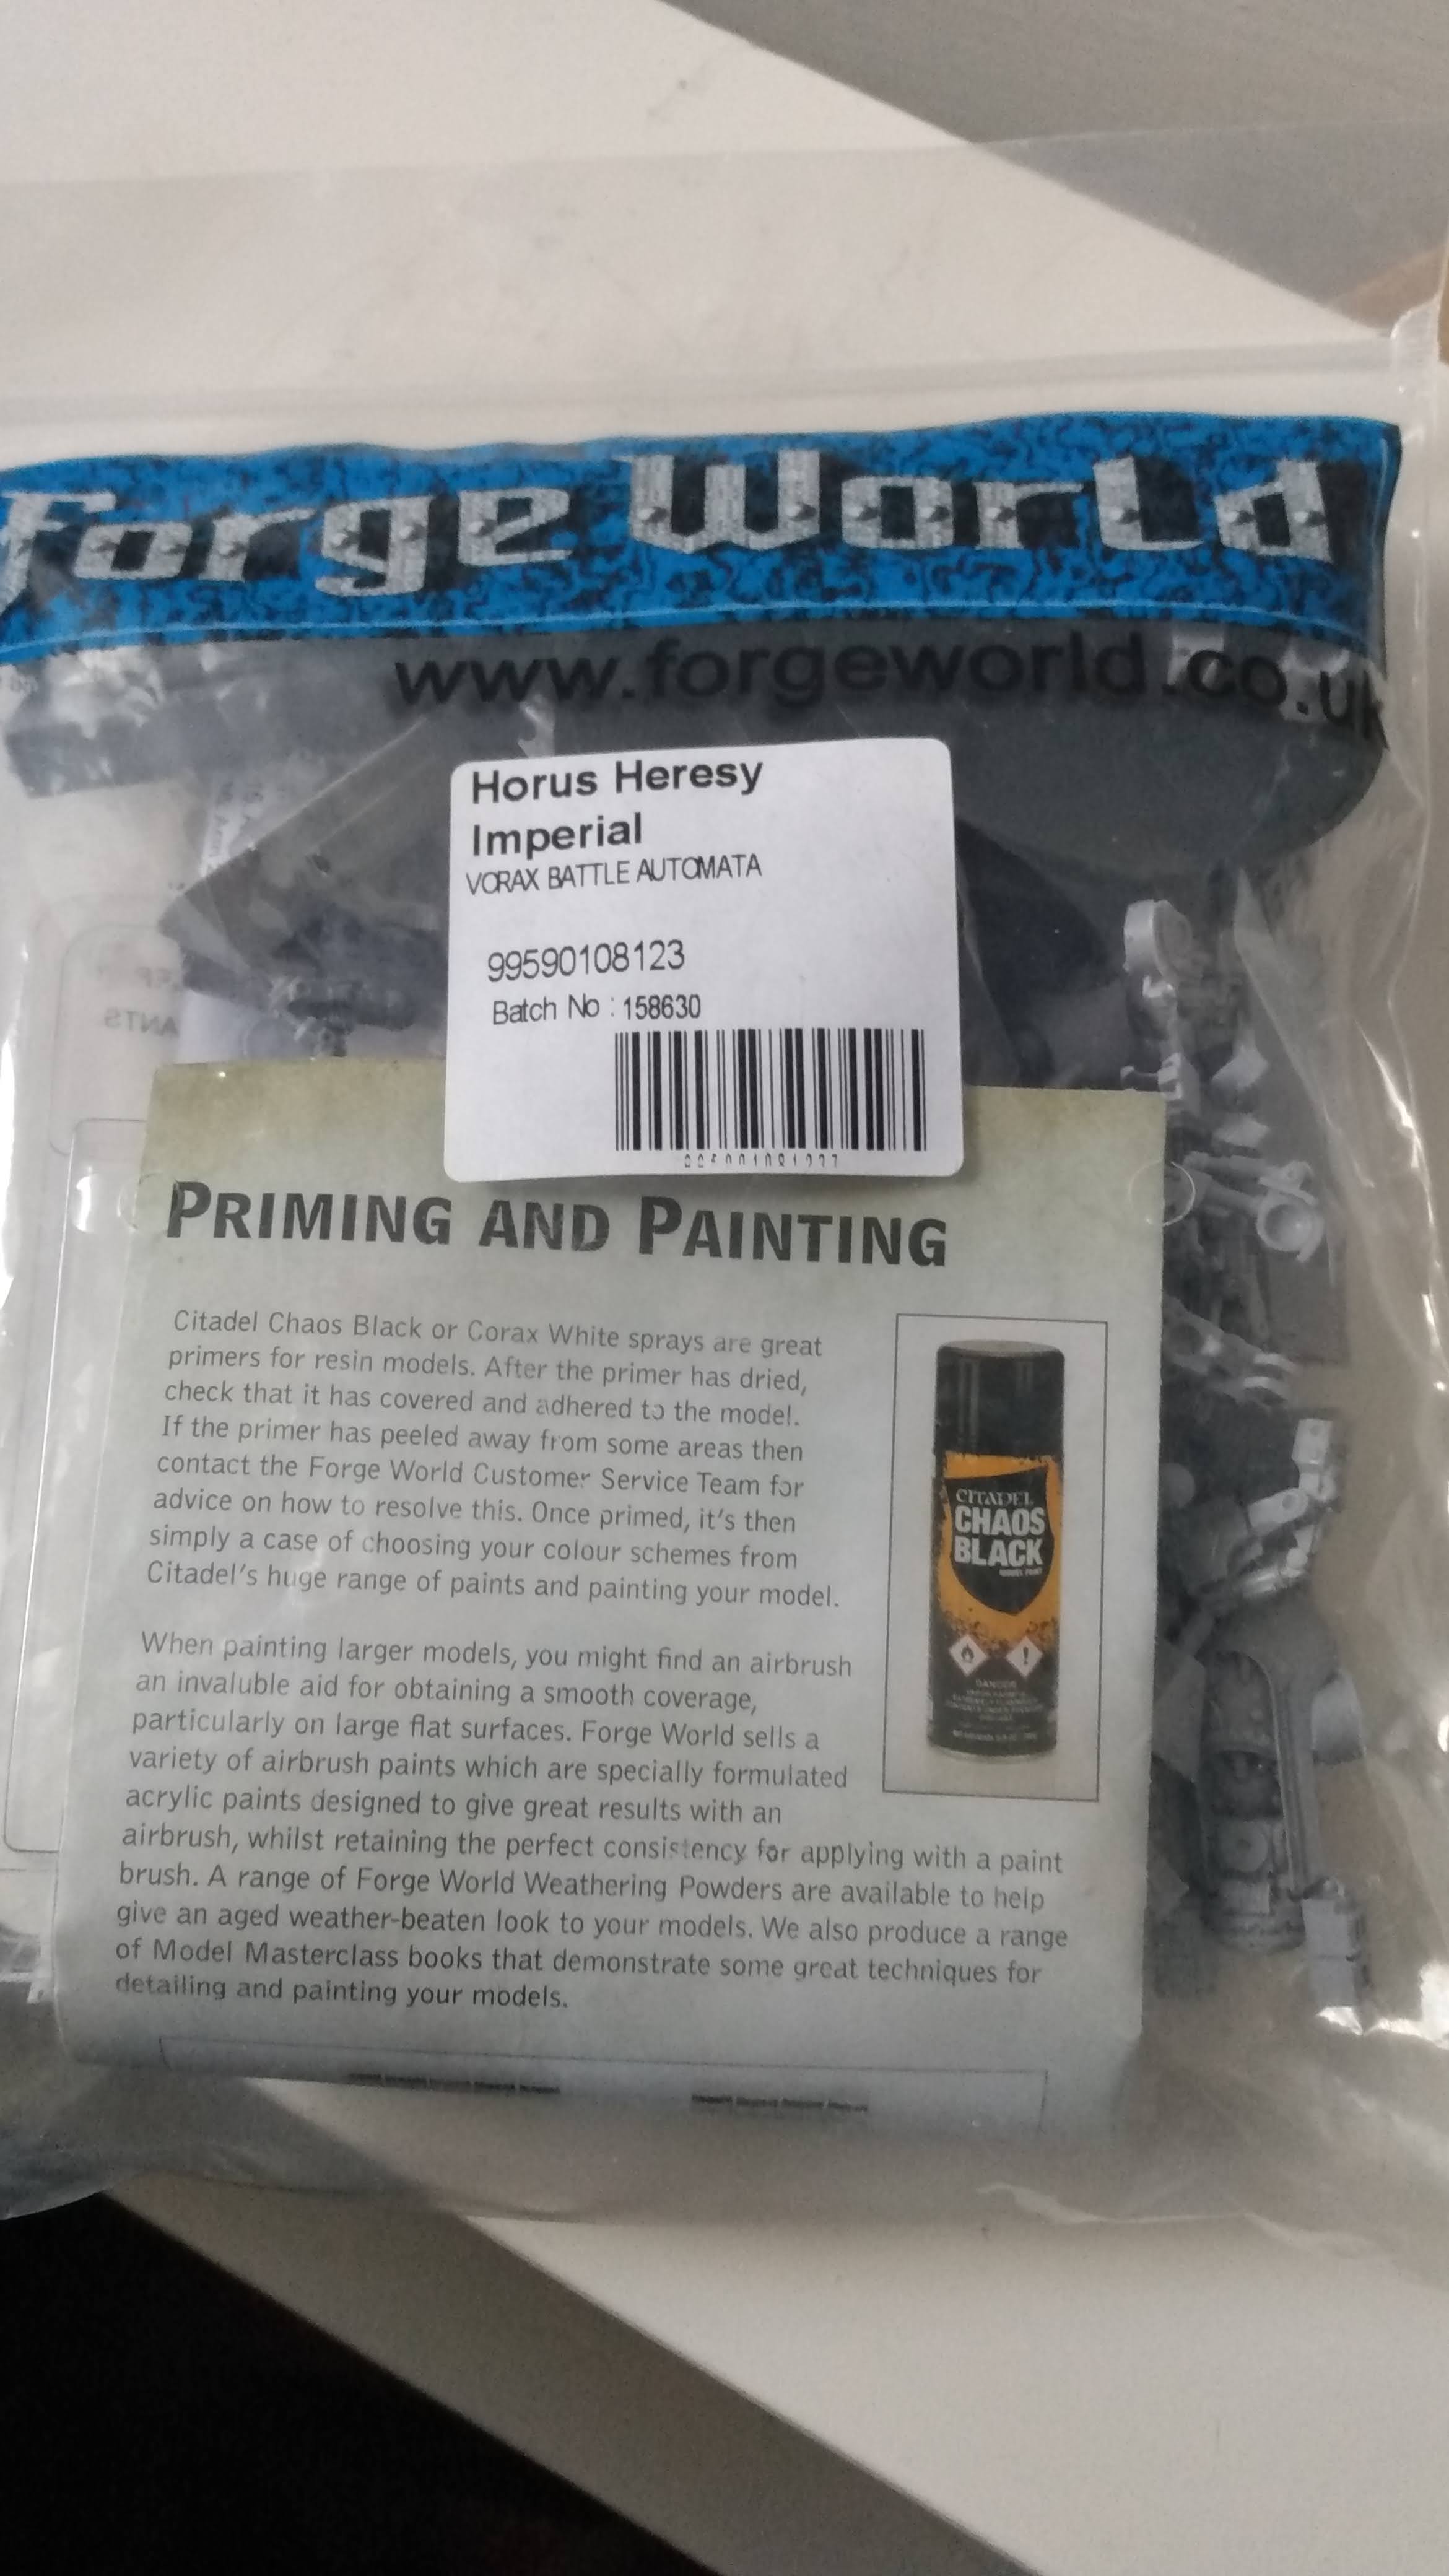 Forge World
www.forgeworld.co.uk
Horus Heresy
Imperial
VORAX BATTLE AUTOMATA
99590108123
Batch No : 158630
PRIMING AND PAINTING
Citadel Chaos Black or Corax White sprays are great
primers for resin models. After the primer has dried,
check that it has covered and adhered to the model.
If the primer has peeled away from some areas then
contact the Forge World Customer Service Team for
advice on how to resolve this. Once primed, it's then
simply a case of choosing your colour schemes from
Citadel's huge range of paints and painting your model.
CITADEL
CHAOS
BLACK
MODEL PAINT
DANGER
When painting larger models, you might find an airbrush
an invaluble aid for obtaining a smooth coverage,
particularly on large flat surfaces. Forge World sells a
variety of airbrush paints which are specially formulated
acrylic paints designed to give great results with an
airbrush, whilst retaining the perfect consistency for applying with a paint
brush. A range of Forge World Weathering Powders are available to help
give an aged weather-beaten look to your models. We also produce a range
of Model Masterclass books that demonstrate some great techniques for
detailing and painting your models.